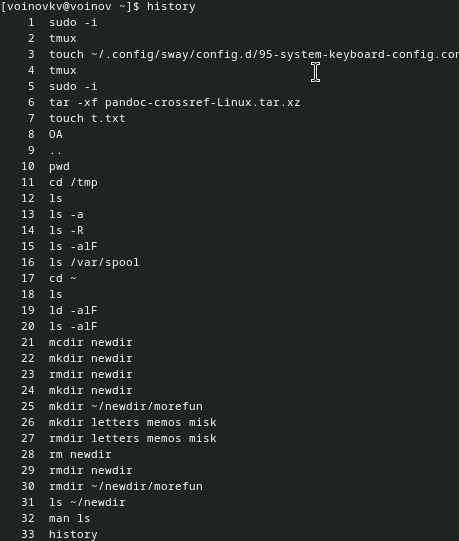 [voinovkv@voinov ~]$ history
1 sudo -i
2 tmux
3 touch ~/.config/sway/config.d/95-system-keyboard-config.con
4 tmux
5 sudo -i
6 tar -xf pandoc-crossref-Linux.tar.xz
7 touch t.txt
8 OA
9 ..
10 pwd
11 cd /tmp
12 ls
13 ls -a
14 ls -R
15 ls -alF
16 ls /var/spool
17 cd ~
18 ls
19 ld -alF
20 ls -alF
21 mcdir newdir
22 mkdir newdir
23 rmdir newdir
24 mkdir newdir
25 mkdir ~/newdir/morefun
26 mkdir letters memos misk
27 rmdir letters memos misk
28 rm newdir
29 rmdir newdir
30 rmdir ~/newdir/morefun
31 ls ~/newdir
32 man ls
33 history